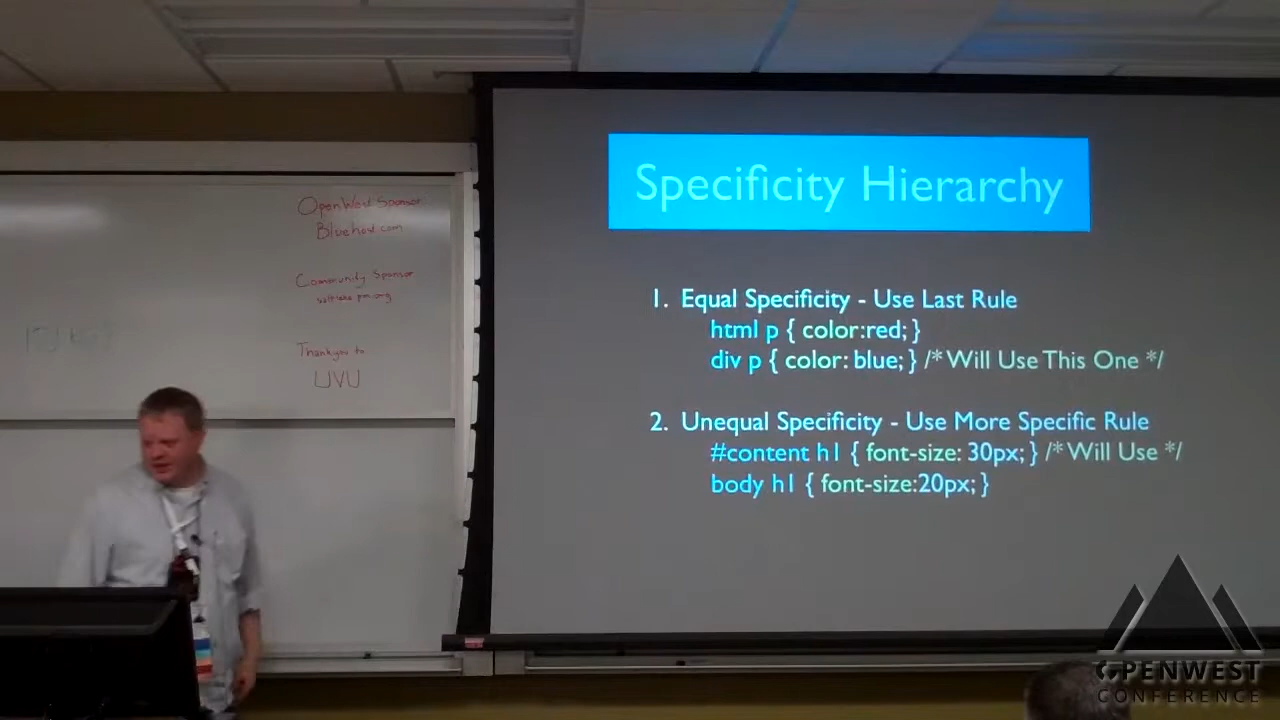 OpenWest Sponsor
Bluehost.com
Community Sponsor
Thankyou to
UVU
Specificity Hierarchy
1. Equal Specificity - Use Last Rule
html p { color:red; }
div p { color: blue; } /* Will Use This One */
2. Unequal Specificity - Use More Specific Rule
#content h1 { font-size: 30px; } /* Will Use */
body h1 { font-size:20px; }
OPENWEST
CONFERENCE